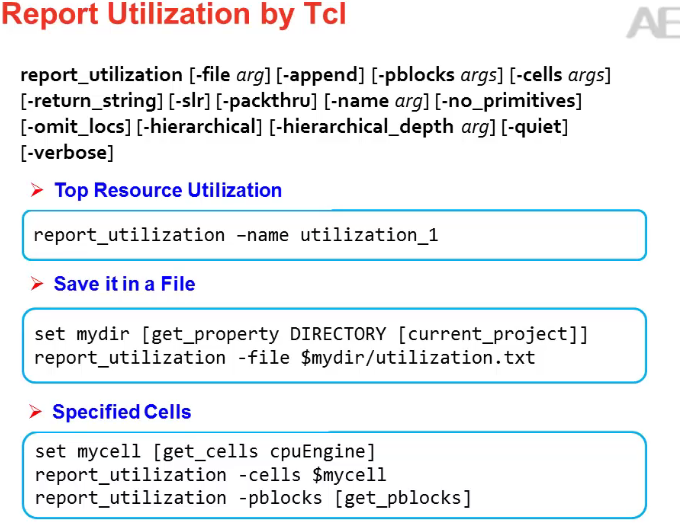 Report Utilization by Tcl
AE
report_utilization [-file arg] [-append] [-pblocks args] [-cells args]
[-return_string] [-slr] [-packthru] [-name arg] [-no_primitives]
[-omit_locs] [-hierarchical] [-hierarchical_depth arg] [-quiet]
[-verbose]
Top Resource Utilization
report_utilization –name utilization_1
Save it in a File
set mydir [get_property DIRECTORY [current_project]]
report_utilization -file $mydir/utilization.txt
Specified Cells
set mycell [get_cells cpuEngine]
report_utilization -cells $mycell
report_utilization -pblocks [get_pblocks]